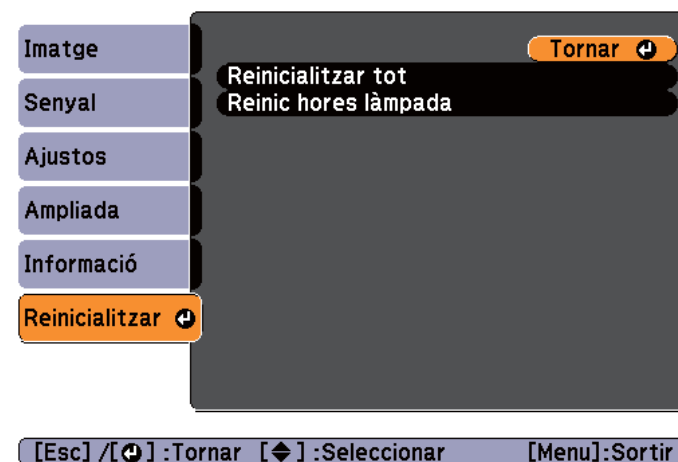 Imatge
Senyal
Ajustos
Ampliada
Informació
Reinicialitzar
Tornar
Reinicialitzar tot
Reinic hores làmpada
[Esc] /[ ] :Tornar [ ] :Seleccionar [Menu]:Sortir